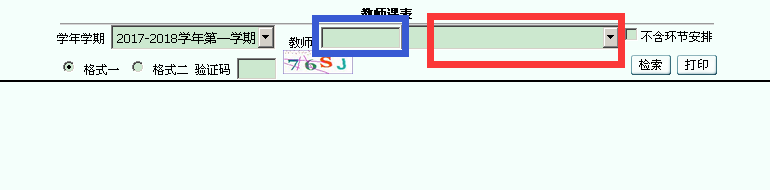 教师课表
学年学期 2017-2018学年第一学期 教师 不含环节安排
格式一 格式二 验证码 76SJ 检索 打印